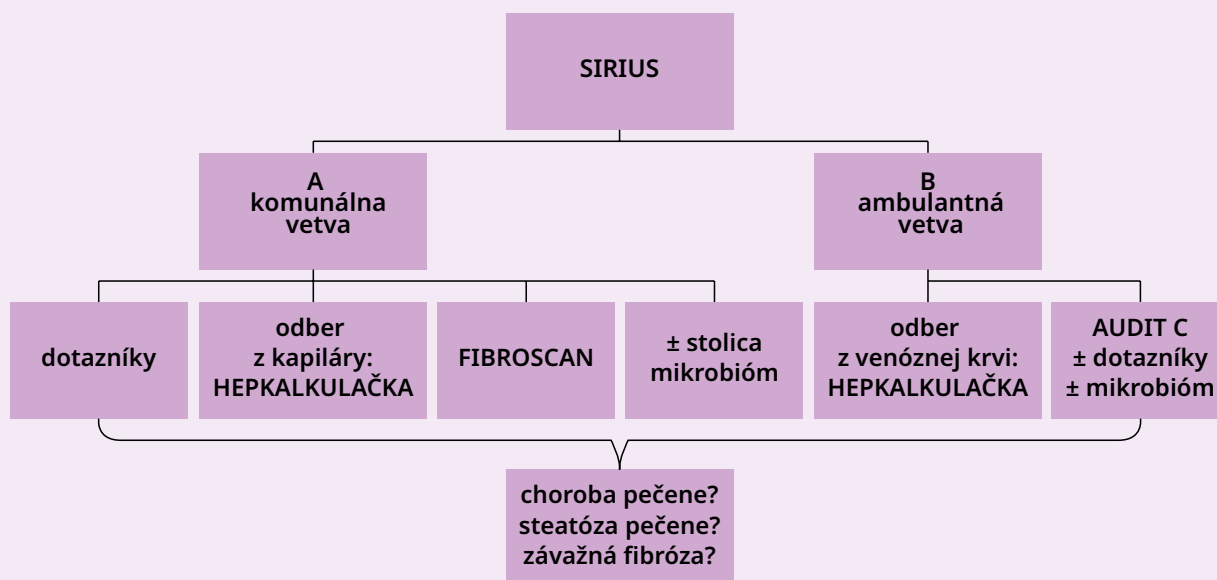 SIRIUS
A
komunálna
vetva
B
ambulantná
vetva
dotazníky
odber
z kapiláry:
HEPKALKULAČKA
FIBROSCAN
± stolica
mikrobióm
odber
z venóznej krvi:
HEPKALKULAČKA
AUDIT C
± dotazníky
± mikrobióm
choroba pečene?
steatóza pečene?
závažná fibróza?